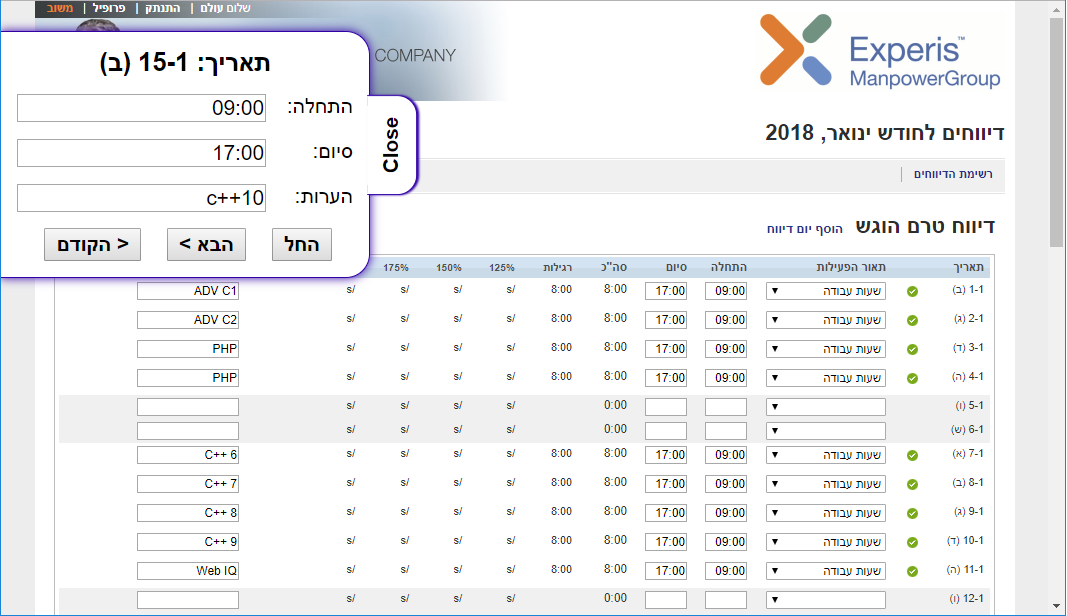 שלום עולם | התנתק | פרופיל | משוב
COMPANY
Experis™
ManpowerGroup
תאריך: 15-1 (ב)
התחלה: 09:00
סיום: 17:00
הערות: c++10
החל
הבא >
< הקודם
Close
דיווחים לחודש ינואר, 2018
רשימת הדיווחים
דיווח טרם הוגש הוסף יום דיווח
תאריך תאור הפעילות התחלה סיום סה"כ רגילות 125% 150% 175%
1-1 (ב) שעות עבודה 09:00 17:00 8:00 8:00 /s /s /s /s ADV C1
2-1 (ג) שעות עבודה 09:00 17:00 8:00 8:00 /s /s /s /s ADV C2
3-1 (ד) שעות עבודה 09:00 17:00 8:00 8:00 /s /s /s /s PHP
4-1 (ה) שעות עבודה 09:00 17:00 8:00 8:00 /s /s /s /s PHP
5-1 (ו) 0:00 /s /s /s /s
6-1 (ש) 0:00 /s /s /s /s
7-1 (א) שעות עבודה 09:00 17:00 8:00 8:00 /s /s /s /s C++ 6
8-1 (ב) שעות עבודה 09:00 17:00 8:00 8:00 /s /s /s /s C++ 7
9-1 (ג) שעות עבודה 09:00 17:00 8:00 8:00 /s /s /s /s C++ 8
10-1 (ד) שעות עבודה 09:00 17:00 8:00 8:00 /s /s /s /s C++ 9
11-1 (ה) שעות עבודה 09:00 17:00 8:00 8:00 /s /s /s /s Web IQ
12-1 (ו) 0:00 /s /s /s /s